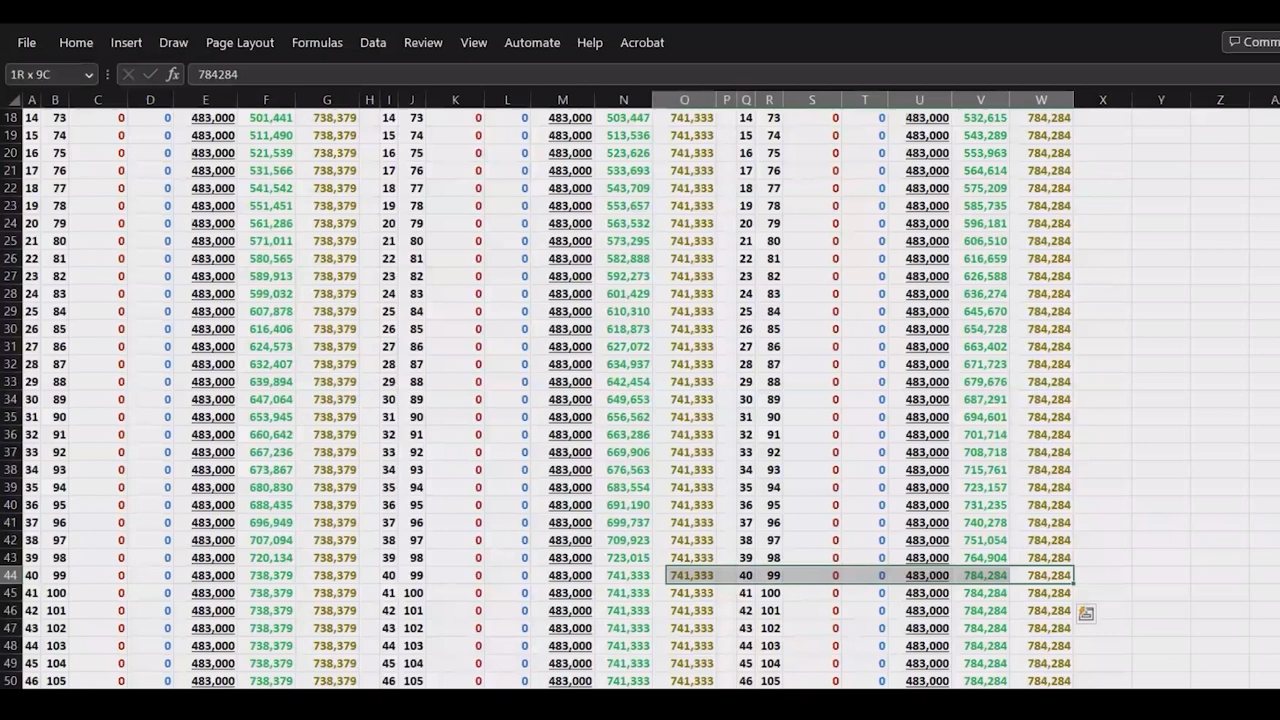 File Home Insert Draw Page Layout Formulas Data Review View Automate Help Acrobat Comm
1R x 9C fx 784284
A B C D E F G H I J K L M N O P Q R S T U V W X Y Z A
18 14 73 0 0 483,000 501,441 738,379 14 73 0 0 483,000 503,447 741,333 14 73 0 0 483,000 532,615 784,284
19 15 74 0 0 483,000 511,490 738,379 15 74 0 0 483,000 513,536 741,333 15 74 0 0 483,000 543,289 784,284
20 16 75 0 0 483,000 521,539 738,379 16 75 0 0 483,000 523,626 741,333 16 75 0 0 483,000 553,963 784,284
21 17 76 0 0 483,000 531,566 738,379 17 76 0 0 483,000 533,693 741,333 17 76 0 0 483,000 564,614 784,284
22 18 77 0 0 483,000 541,542 738,379 18 77 0 0 483,000 543,709 741,333 18 77 0 0 483,000 575,209 784,284
23 19 78 0 0 483,000 551,451 738,379 19 78 0 0 483,000 553,657 741,333 19 78 0 0 483,000 585,735 784,284
24 20 79 0 0 483,000 561,286 738,379 20 79 0 0 483,000 563,532 741,333 20 79 0 0 483,000 596,181 784,284
25 21 80 0 0 483,000 571,011 738,379 21 80 0 0 483,000 573,295 741,333 21 80 0 0 483,000 606,510 784,284
26 22 81 0 0 483,000 580,565 738,379 22 81 0 0 483,000 582,888 741,333 22 81 0 0 483,000 616,659 784,284
27 23 82 0 0 483,000 589,913 738,379 23 82 0 0 483,000 592,273 741,333 23 82 0 0 483,000 626,588 784,284
28 24 83 0 0 483,000 599,032 738,379 24 83 0 0 483,000 601,429 741,333 24 83 0 0 483,000 636,274 784,284
29 25 84 0 0 483,000 607,878 738,379 25 84 0 0 483,000 610,310 741,333 25 84 0 0 483,000 645,670 784,284
30 26 85 0 0 483,000 616,406 738,379 26 85 0 0 483,000 618,873 741,333 26 85 0 0 483,000 654,728 784,284
31 27 86 0 0 483,000 624,573 738,379 27 86 0 0 483,000 627,072 741,333 27 86 0 0 483,000 663,402 784,284
32 28 87 0 0 483,000 632,407 738,379 28 87 0 0 483,000 634,937 741,333 28 87 0 0 483,000 671,723 784,284
33 29 88 0 0 483,000 639,894 738,379 29 88 0 0 483,000 642,454 741,333 29 88 0 0 483,000 679,676 784,284
34 30 89 0 0 483,000 647,064 738,379 30 89 0 0 483,000 649,653 741,333 30 89 0 0 483,000 687,291 784,284
35 31 90 0 0 483,000 653,945 738,379 31 90 0 0 483,000 656,562 741,333 31 90 0 0 483,000 694,601 784,284
36 32 91 0 0 483,000 660,642 738,379 32 91 0 0 483,000 663,286 741,333 32 91 0 0 483,000 701,714 784,284
37 33 92 0 0 483,000 667,236 738,379 33 92 0 0 483,000 669,906 741,333 33 92 0 0 483,000 708,718 784,284
38 34 93 0 0 483,000 673,867 738,379 34 93 0 0 483,000 676,563 741,333 34 93 0 0 483,000 715,761 784,284
39 35 94 0 0 483,000 680,830 738,379 35 94 0 0 483,000 683,554 741,333 35 94 0 0 483,000 723,157 784,284
40 36 95 0 0 483,000 688,435 738,379 36 95 0 0 483,000 691,190 741,333 36 95 0 0 483,000 731,235 784,284
41 37 96 0 0 483,000 696,949 738,379 37 96 0 0 483,000 699,737 741,333 37 96 0 0 483,000 740,278 784,284
42 38 97 0 0 483,000 707,094 738,379 38 97 0 0 483,000 709,923 741,333 38 97 0 0 483,000 751,054 784,284
43 39 98 0 0 483,000 720,134 738,379 39 98 0 0 483,000 723,015 741,333 39 98 0 0 483,000 764,904 784,284
44 40 99 0 0 483,000 738,379 738,379 40 99 0 0 483,000 741,333 741,333 40 99 0 0 483,000 784,284 784,284
45 41 100 0 0 483,000 738,379 738,379 41 100 0 0 483,000 741,333 741,333 41 100 0 0 483,000 784,284 784,284
46 42 101 0 0 483,000 738,379 738,379 42 101 0 0 483,000 741,333 741,333 42 101 0 0 483,000 784,284 784,284
47 43 102 0 0 483,000 738,379 738,379 43 102 0 0 483,000 741,333 741,333 43 102 0 0 483,000 784,284 784,284
48 44 103 0 0 483,000 738,379 738,379 44 103 0 0 483,000 741,333 741,333 44 103 0 0 483,000 784,284 784,284
49 45 104 0 0 483,000 738,379 738,379 45 104 0 0 483,000 741,333 741,333 45 104 0 0 483,000 784,284 784,284
50 46 105 0 0 483,000 738,379 738,379 46 105 0 0 483,000 741,333 741,333 46 105 0 0 483,000 784,284 784,284